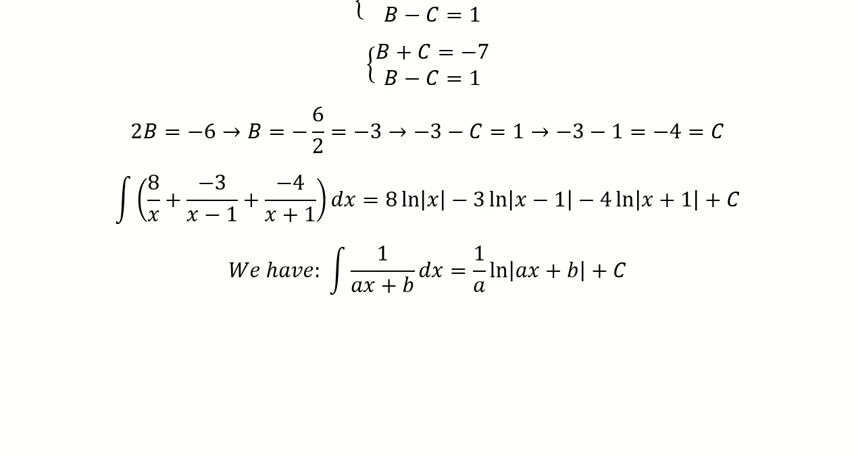 { B − C = 1
{ B + C = −7
B − C = 1
2B = −6 → B = − 6/2 = −3 → −3 − C = 1 → −3 − 1 = −4 = C
∫ (8/x + −3/(x − 1) + −4/(x + 1)) dx = 8 ln|x| − 3 ln|x − 1| − 4 ln|x + 1| + C
We have: ∫ 1/(ax + b) dx = 1/a ln|ax + b| + C